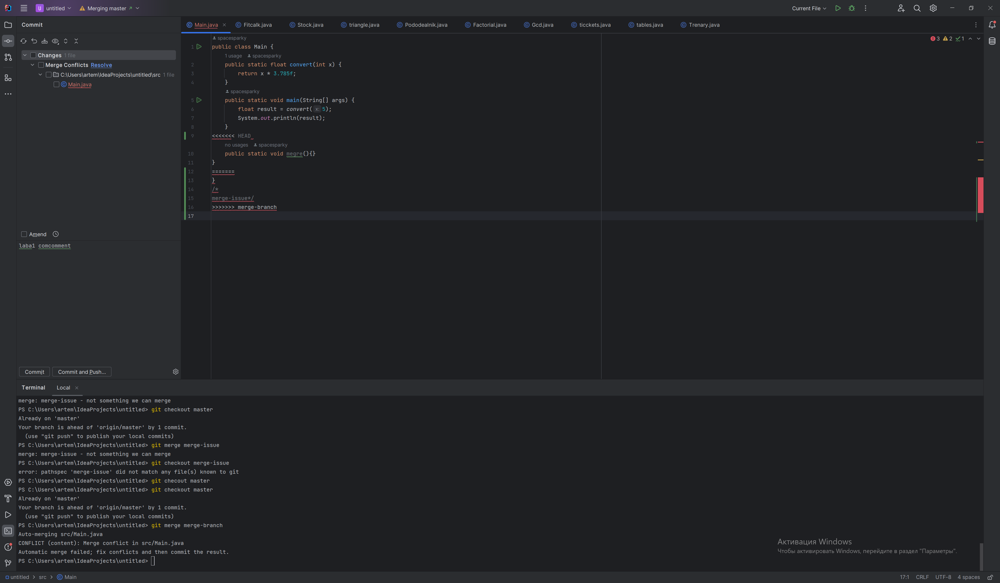 U untitled Merging master Current File
Commit
Main.java Fitcalk.java Stock.java triangle.java Pododealnik.java Factorial.java Gcd.java ticckets.java tables.java Trenary.java
Changes 1 file
Merge Conflicts Resolve
C:\Users\artem\IdeaProjects\untitled\src 1 file
Main.java
Amend
laba1 comcomment
Commit Commit and Push...
3 2 1
spacesparky
1 public class Main {
1 usage spacesparky
2 public static float convert(int x) {
3 return x * 3.785f;
4 }
spacesparky
5 public static void main(String[] args) {
6 float result = convert( x: 5);
7 System.out.println(result);
8 }
9 <<<<<<< HEAD
no usages spacesparky
10 public static void megre(){}
11 }
12 =======
13 }
14 /*
15 merge-issue*/
16 >>>>>>> merge-branch
17
Terminal Local
merge: merge-issue - not something we can merge
PS C:\Users\artem\IdeaProjects\untitled> git checkout master
Already on 'master'
Your branch is ahead of 'origin/master' by 1 commit.
(use "git push" to publish your local commits)
PS C:\Users\artem\IdeaProjects\untitled> git merge merge-issue
merge: merge-issue - not something we can merge
PS C:\Users\artem\IdeaProjects\untitled> git checkout merge-issue
error: pathspec 'merge-issue' did not match any file(s) known to git
PS C:\Users\artem\IdeaProjects\untitled> git checout master
PS C:\Users\artem\IdeaProjects\untitled> git checkout master
Already on 'master'
Your branch is ahead of 'origin/master' by 1 commit.
(use "git push" to publish your local commits)
PS C:\Users\artem\IdeaProjects\untitled> git merge merge-branch
Auto-merging src/Main.java
CONFLICT (content): Merge conflict in src/Main.java
Automatic merge failed; fix conflicts and then commit the result.
PS C:\Users\artem\IdeaProjects\untitled>
Активация Windows
Чтобы активировать Windows, перейдите в раздел "Параметры".
untitled > src > Main 17:1 CRLF UTF-8 4 spaces